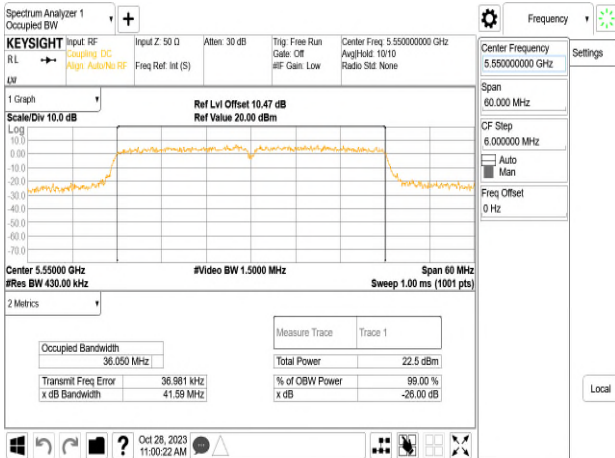 Spectrum Analyzer 1
Occupied BW
KEYSIGHT
RL
Input: RF
Coupling: DC
Align: Auto/No RF
Input Z: 50 Ω
Freq Ref: Int (S)
Atten: 30 dB
Trig: Free Run
Gate: Off
#IF Gain: Low
Center Freq: 5.550000000 GHz
Avg|Hold: 10/10
Radio Std: None
1 Graph
Scale/Div 10.0 dB
Ref Lvl Offset 10.47 dB
Ref Value 20.00 dBm
Log
10.0
0.00
-10.0
-20.0
-30.0
-40.0
-50.0
-60.0
-70.0
Center 5.55000 GHz
#Video BW 1.5000 MHz
Span 60 MHz
#Res BW 430.00 kHz
Sweep 1.00 ms (1001 pts)
2 Metrics
Measure Trace
Trace 1
Occupied Bandwidth
36.050 MHz
Total Power
22.5 dBm
Transmit Freq Error
36.981 kHz
% of OBW Power
99.00 %
x dB Bandwidth
41.59 MHz
x dB
-26.00 dB
?
Oct 28, 2023
11:00:22 AM
Frequency
Center Frequency
5.550000000 GHz
Span
60.000 MHz
CF Step
6.000000 MHz
Auto
Man
Freq Offset
0 Hz
Settings
Local